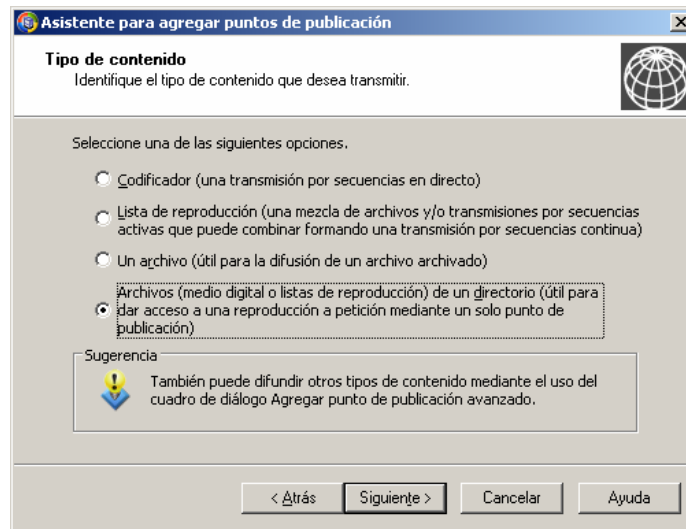 Asistente para agregar puntos de publicación
Tipo de contenido
Identifique el tipo de contenido que desea transmitir.
Seleccione una de las siguientes opciones.
Codificador (una transmisión por secuencias en directo)
Lista de reproducción (una mezcla de archivos y/o transmisiones por secuencias
activas que puede combinar formando una transmisión por secuencias continua)
Un archivo (útil para la difusión de un archivo archivado)
Archivos (medio digital o listas de reproducción) de un directorio (útil para
dar acceso a una reproducción a petición mediante un solo punto de
publicación)
Sugerencia
También puede difundir otros tipos de contenido mediante el uso del
cuadro de diálogo Agregar punto de publicación avanzado.
< Atrás
Siguiente >
Cancelar
Ayuda